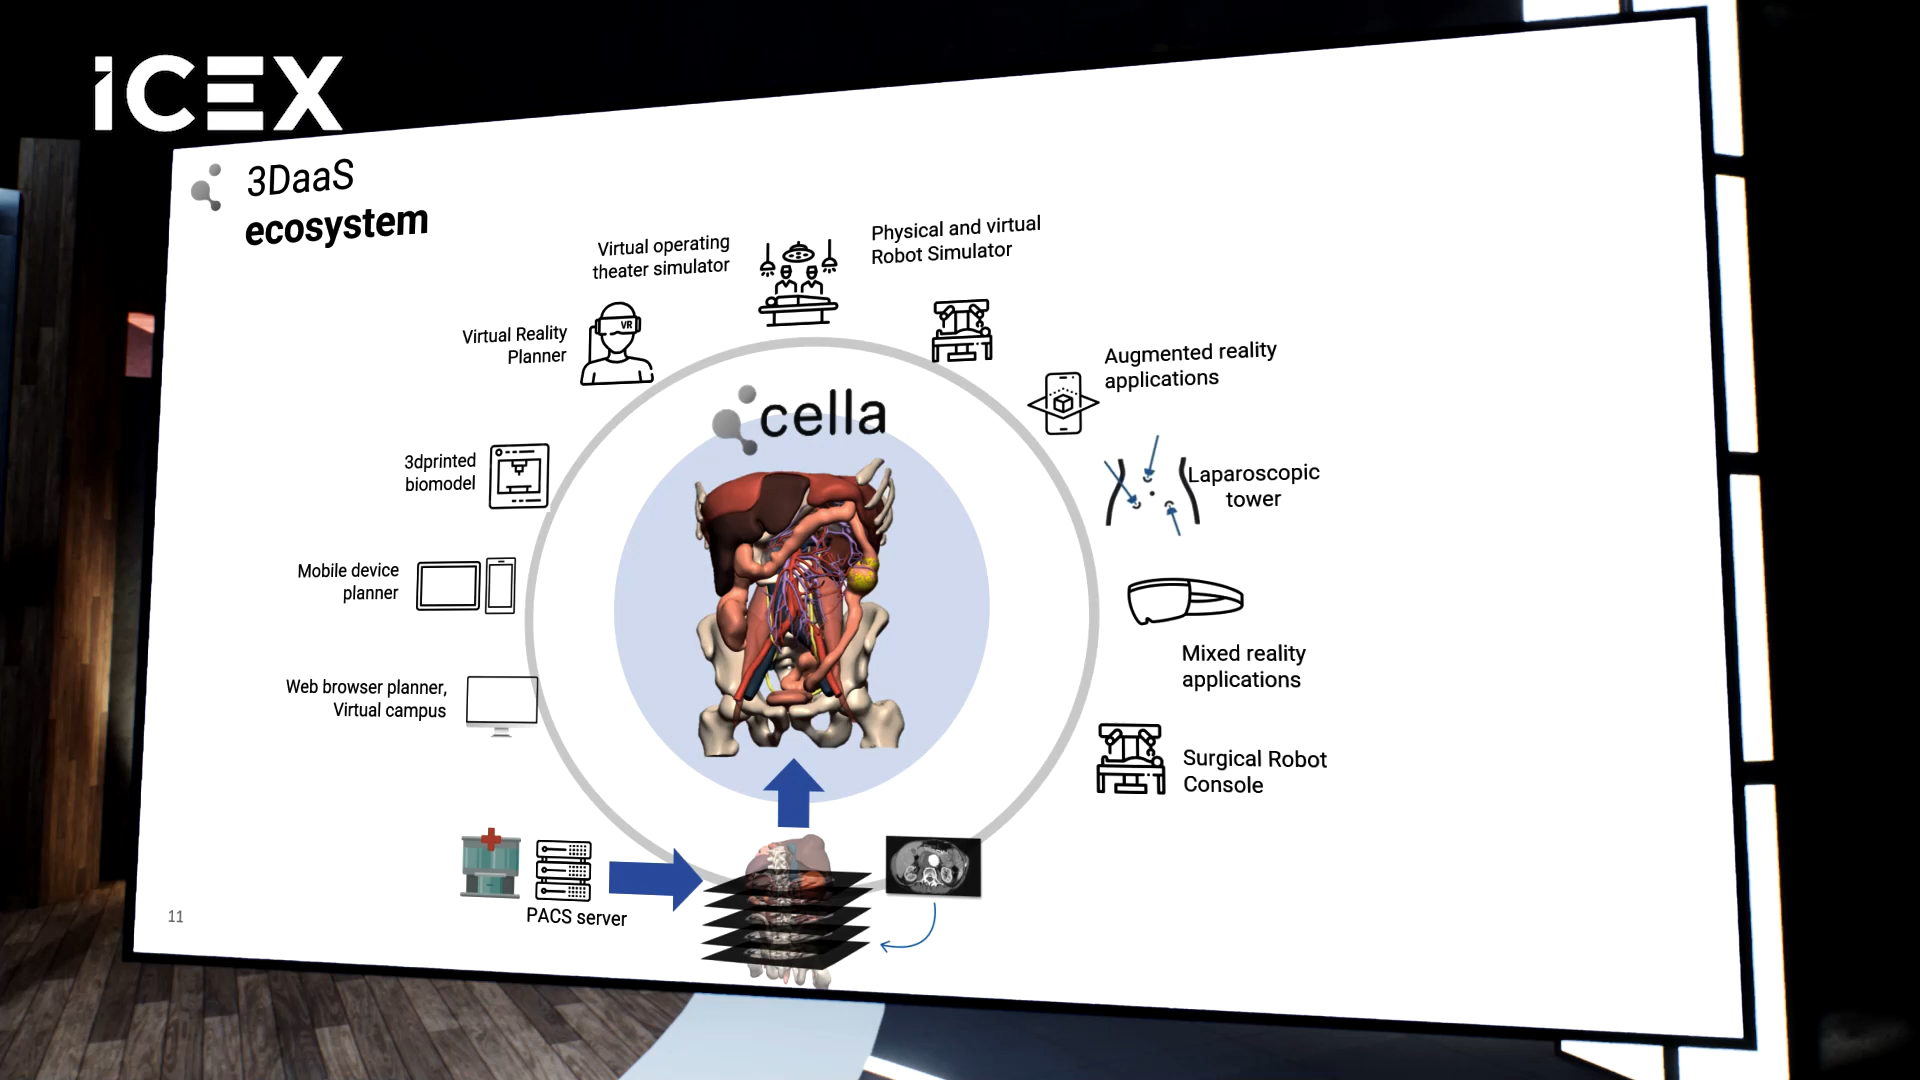 iCEX
3DaaS
ecosystem
Virtual operating
theater simulator
Physical and virtual
Robot Simulator
Virtual Reality
Planner
VR
Augmented reality
applications
cella
3dprinted
biomodel
Laparoscopic
tower
Mobile device
planner
Mixed reality
applications
Web browser planner,
Virtual campus
Surgical Robot
Console
PACS server
11